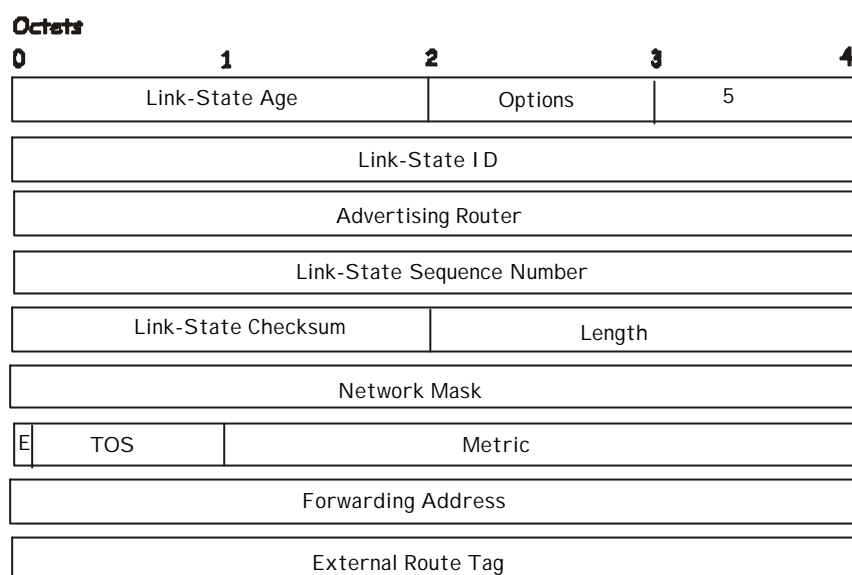 Octets
0 1 2 3 4
Link-State Age Options 5
Link-State ID
Advertising Router
Link-State Sequence Number
Link-State Checksum Length
Network Mask
E TOS Metric
Forwarding Address
External Route Tag